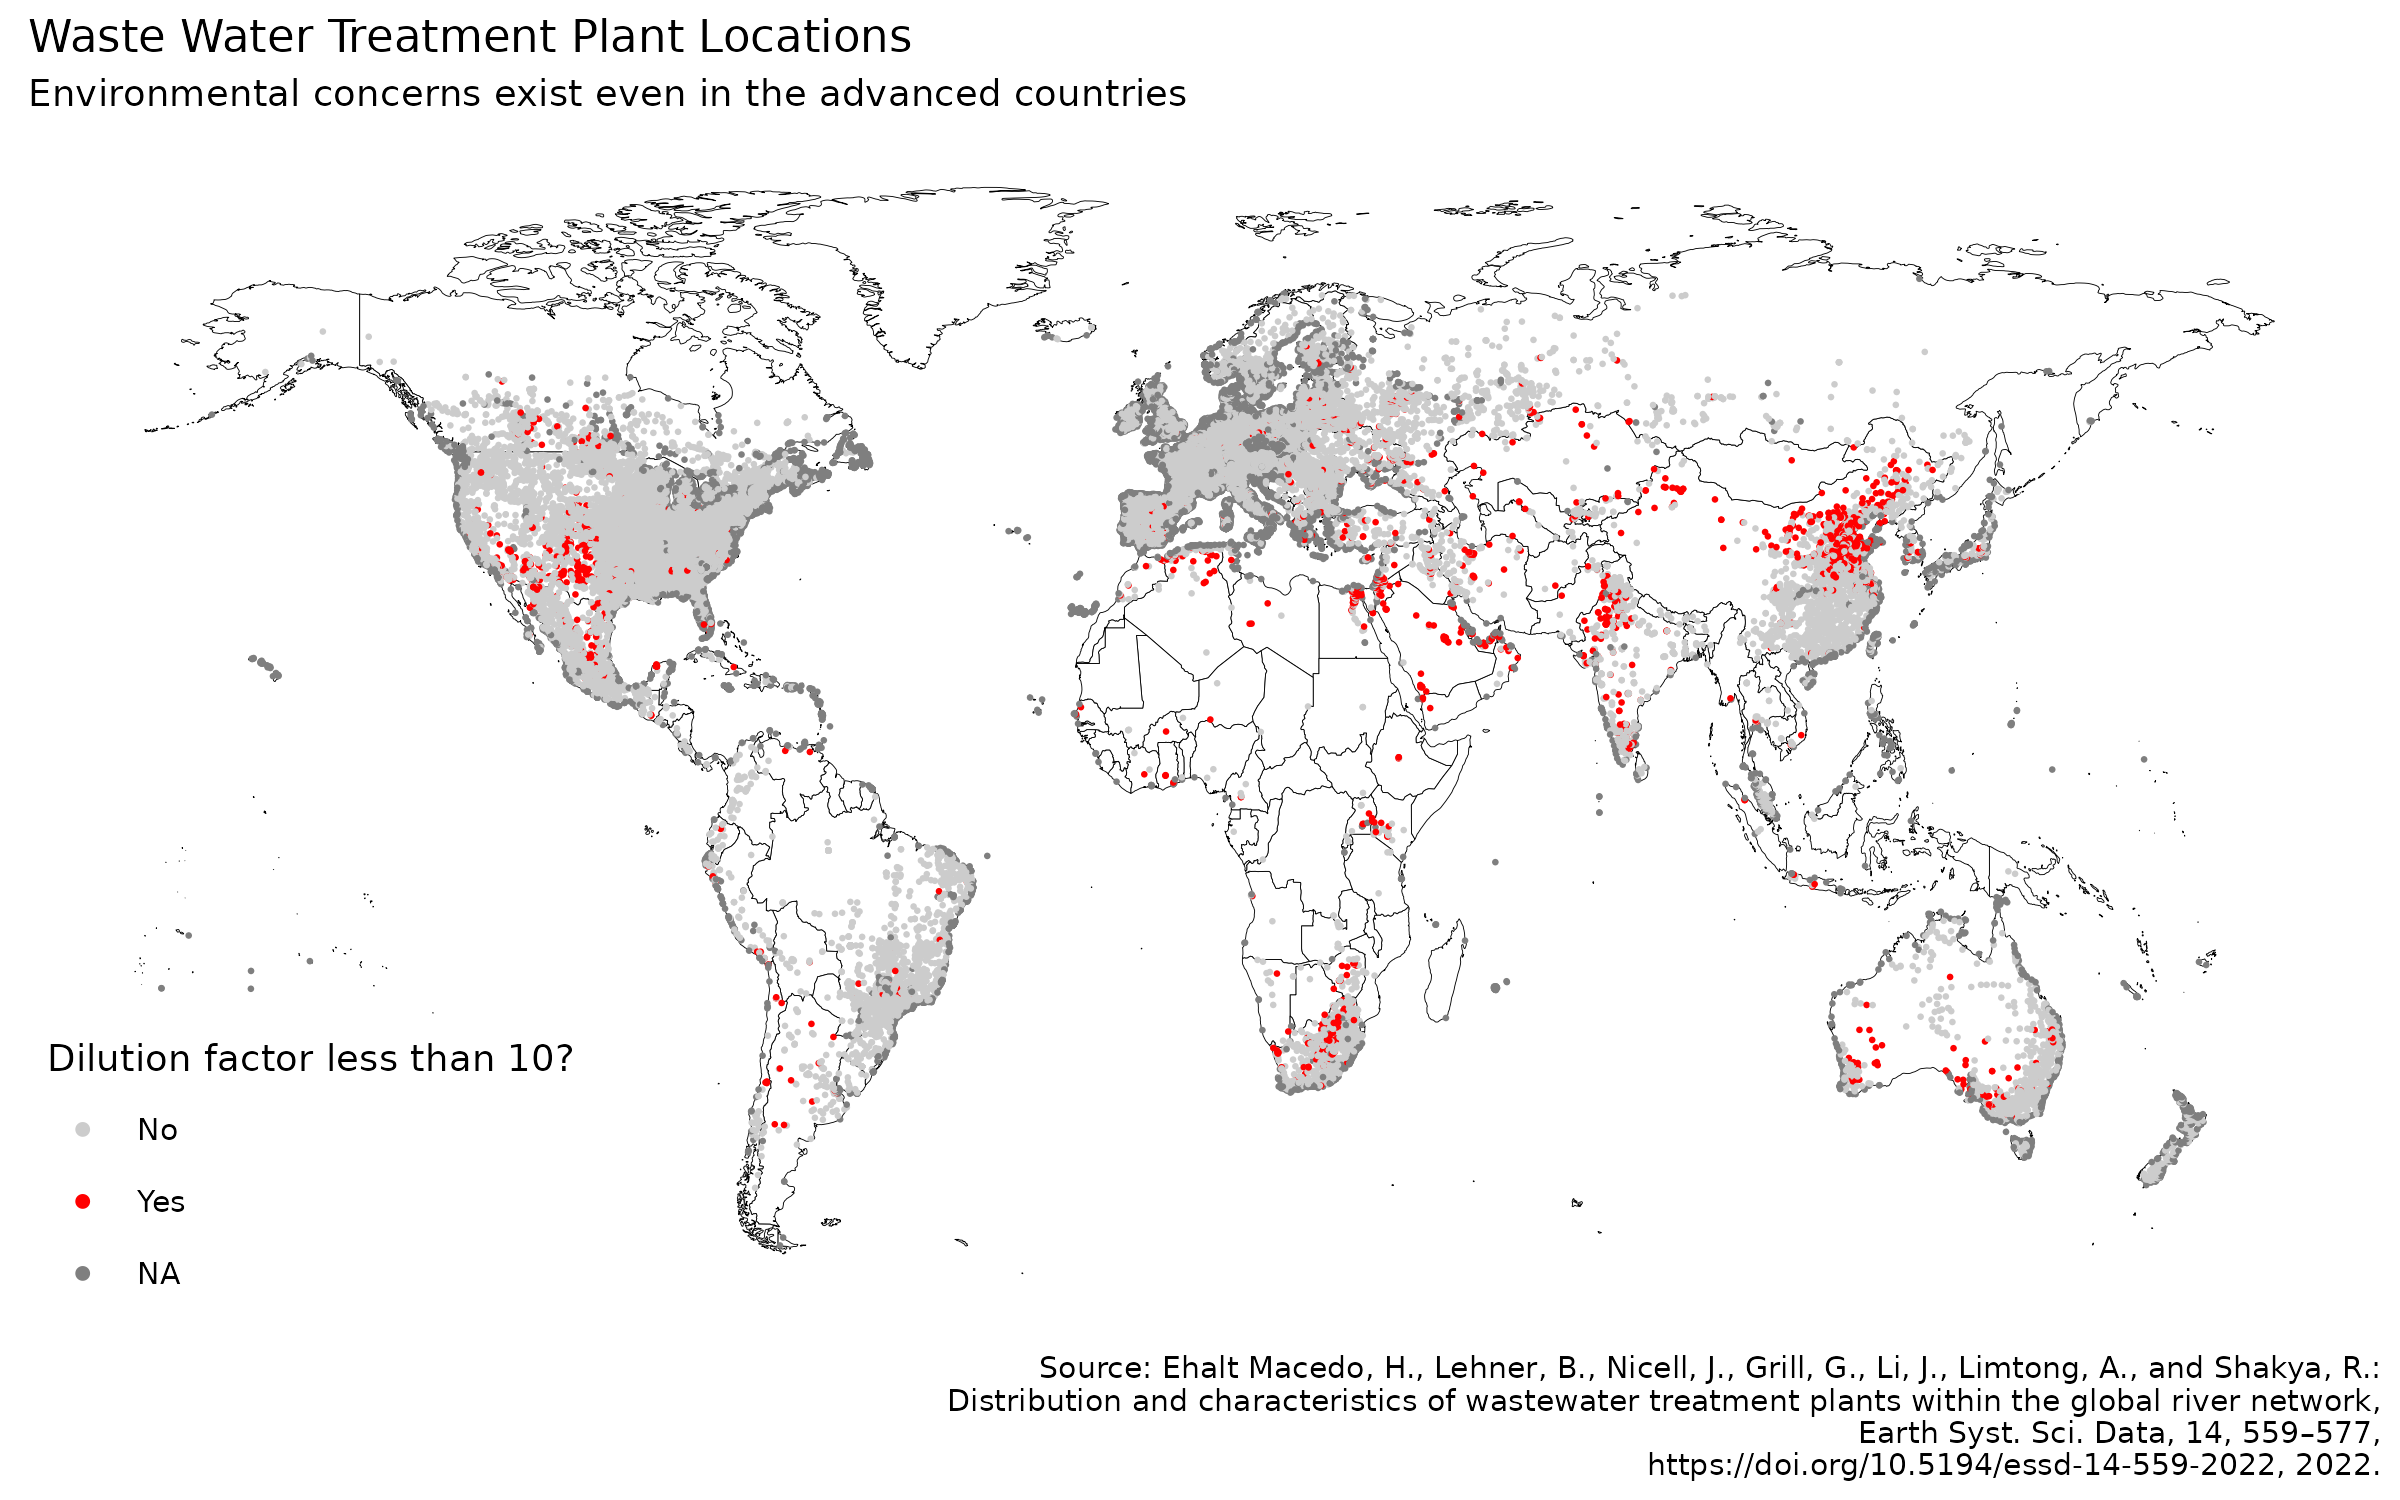 Waste Water Treatment Plant Locations
Environmental concerns exist even in the advanced countries
Dilution factor less than 10?
No
Yes
NA
Source: Ehalt Macedo, H., Lehner, B., Nicell, J., Grill, G., Li, J., Limtong, A., and Shakya, R.:
Distribution and characteristics of wastewater treatment plants within the global river network,
Earth Syst. Sci. Data, 14, 559–577,
https://doi.org/10.5194/essd-14-559-2022, 2022.